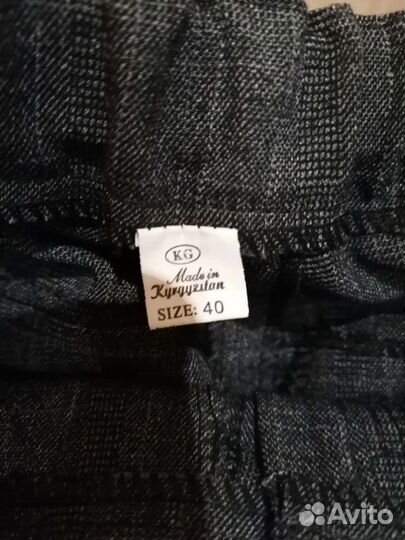 KG
Made in
Kyrgyzstan
SIZE: 40
Avito